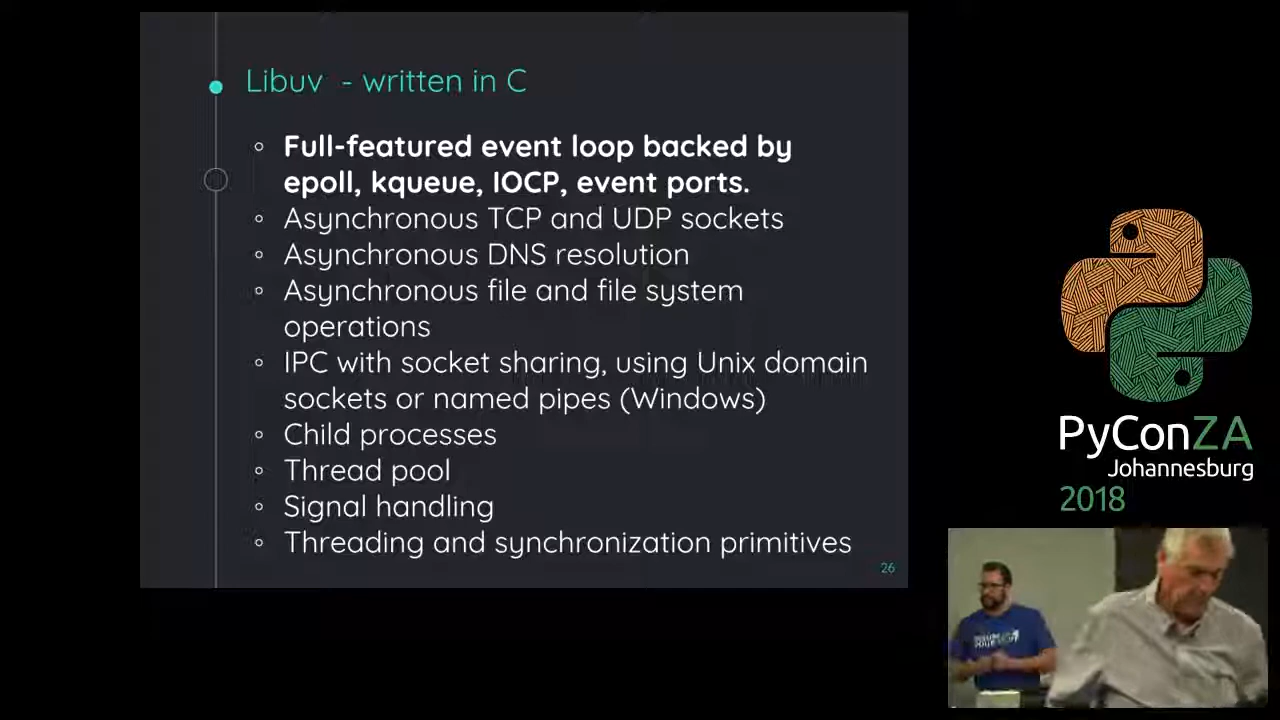 Libuv - written in C
Full-featured event loop backed by
epoll, kqueue, IOCP, event ports.
Asynchronous TCP and UDP sockets
Asynchronous DNS resolution
Asynchronous file and file system
operations
IPC with socket sharing, using Unix domain
sockets or named pipes (Windows)
Child processes
Thread pool
Signal handling
Threading and synchronization primitives
26
PyConZA
Johannesburg
2018